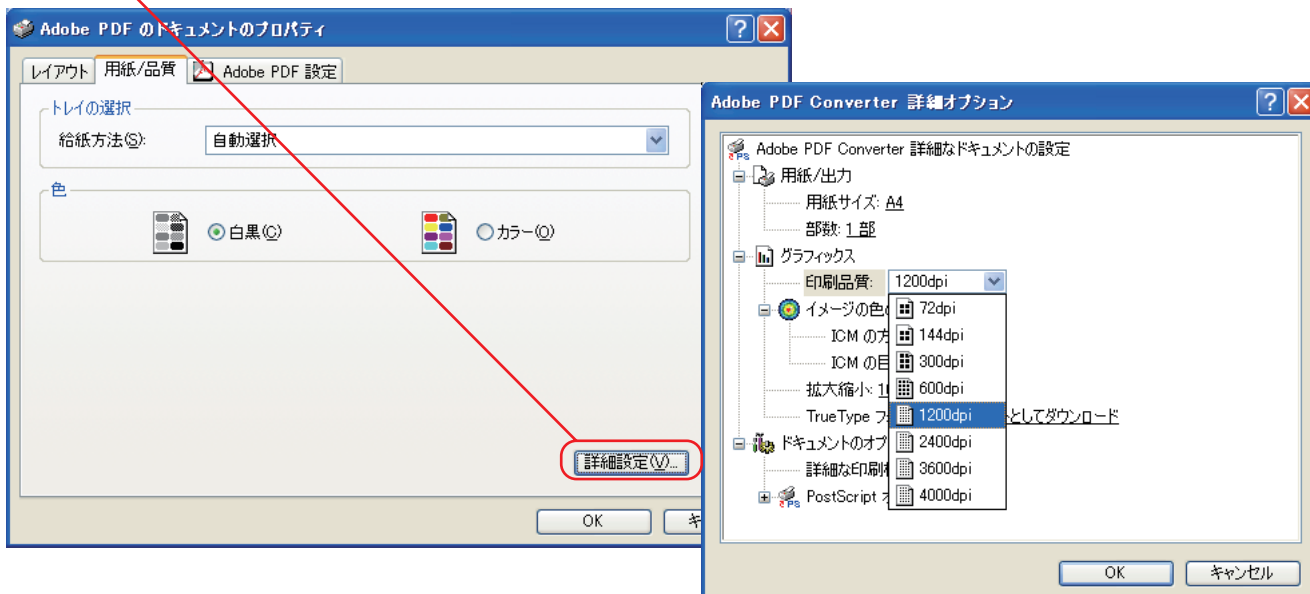 Adobe PDF のドキュメントのプロパティ
レイアウト
用紙/品質
Adobe PDF 設定
トレイの選択
給紙方法(S):
自動選択
色
白黒(C)
カラー(O)
詳細設定(V)...
OK
キ
Adobe PDF Converter 詳細オプション
Adobe PDF Converter 詳細なドキュメントの設定
用紙/出力
用紙サイズ: A4
部数: 1 部
グラフィックス
印刷品質: 1200dpi
イメージの色 72dpi
ICM の方 144dpi
ICM の目 300dpi
拡大縮小: 600dpi
TrueType フ 1200dpi としてダウンロード
ドキュメントのオプ 2400dpi
詳細な印刷 3600dpi
PostScript オ 4000dpi
OK
キャンセル